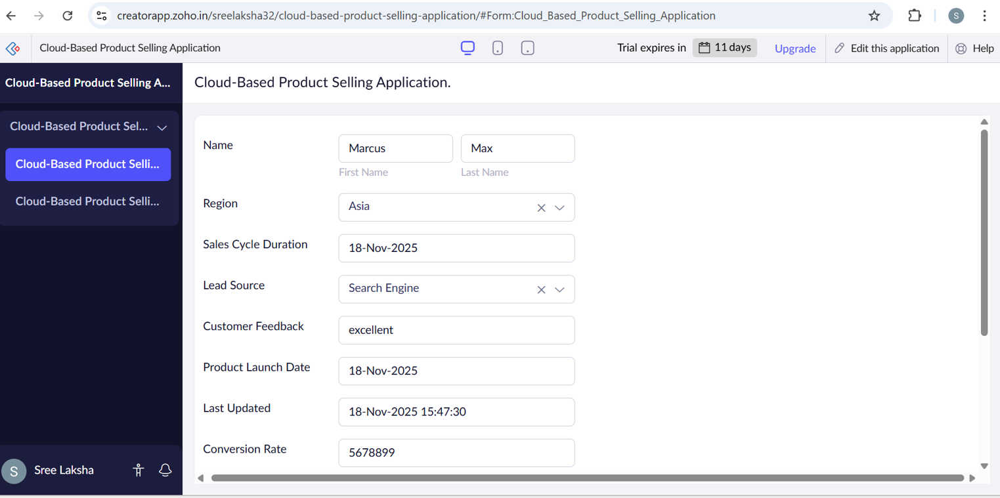 creatorapp.zoho.in/sreelaksha32/cloud-based-product-selling-application/#Form:Cloud_Based_Product_Selling_Application
S
Cloud-Based Product Selling Application
Trial expires in 11 days
Upgrade
Edit this application
Help
Cloud-Based Product Selling A...
Cloud-Based Product Sel...
Cloud-Based Product Selli...
Cloud-Based Product Selli...
S
Sree Laksha
Cloud-Based Product Selling Application.
Name
Marcus
Max
First Name
Last Name
Region
Asia
Sales Cycle Duration
18-Nov-2025
Lead Source
Search Engine
Customer Feedback
excellent
Product Launch Date
18-Nov-2025
Last Updated
18-Nov-2025 15:47:30
Conversion Rate
5678899